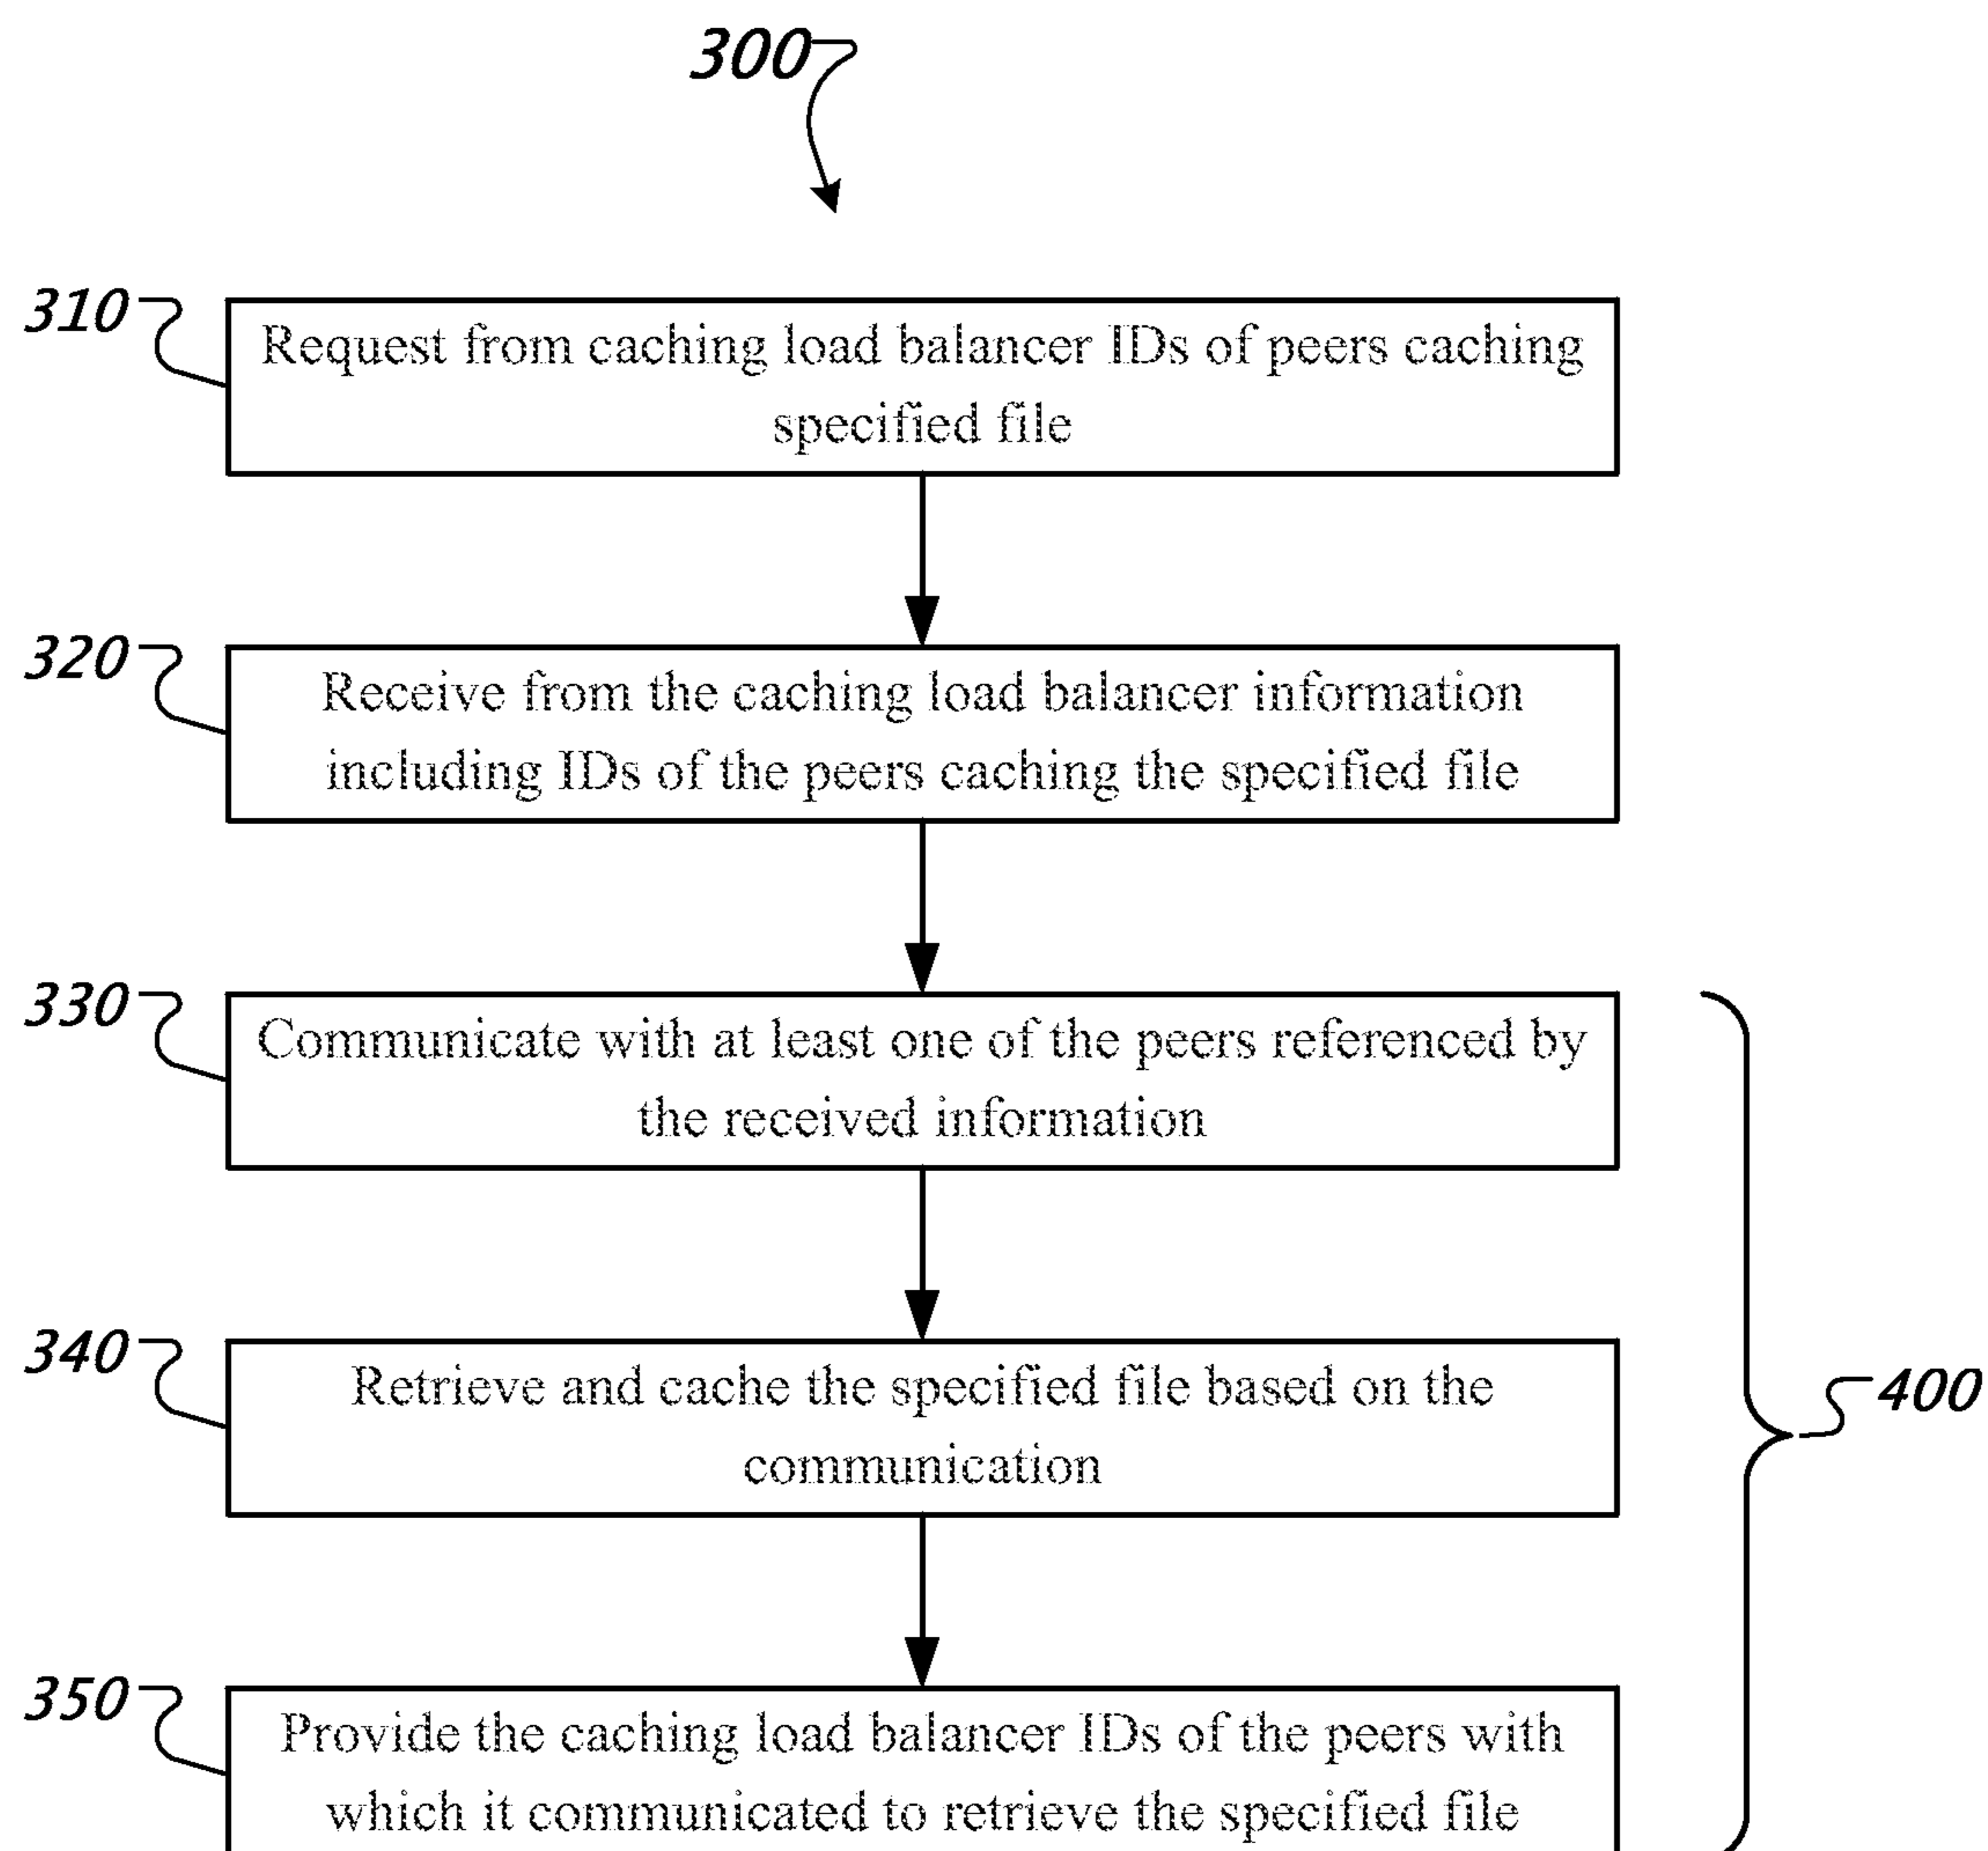 300
310
Request from caching load balancer IDs of peers caching
specified file
320
Receive from the caching load balancer information
including IDs of the peers caching the specified file
330
Communicate with at least one of the peers referenced by
the received information
340
Retrieve and cache the specified file based on the
communication
400
350
Provide the caching load balancer IDs of the peers with
which it communicated to retrieve the specified file